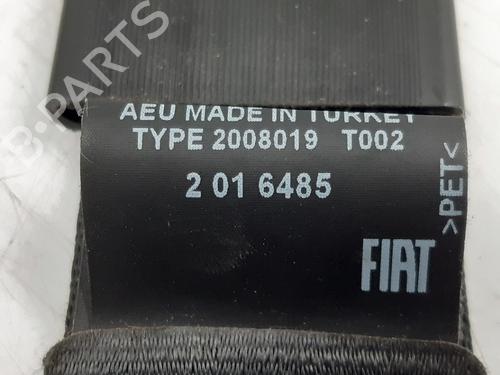 B-PARTS
AEU MADE IN TURKEY
TYPE 2008019 T002
2 01 6485
>PET<
FIAT